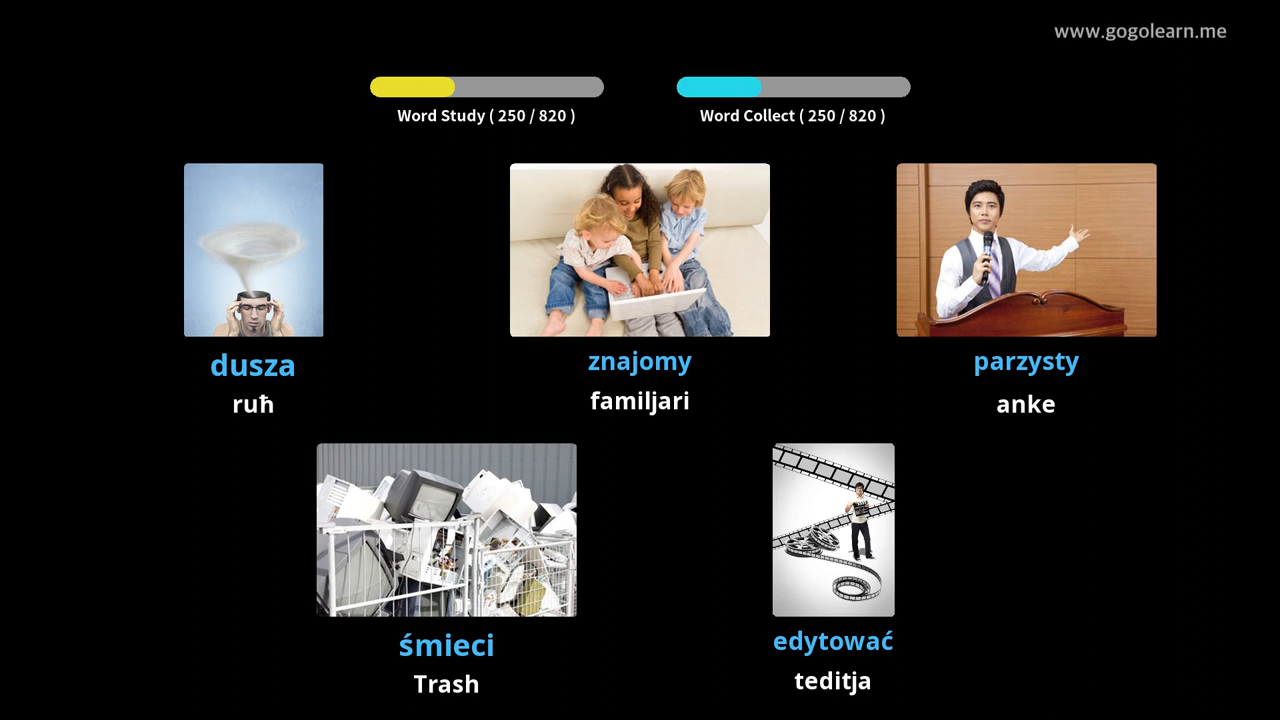 www.gogolearn.me
Word Study ( 250 / 820 )
Word Collect ( 250 / 820 )
dusza
ruħ
znajomy
familjari
parzysty
anke
śmieci
Trash
edytować
teditja